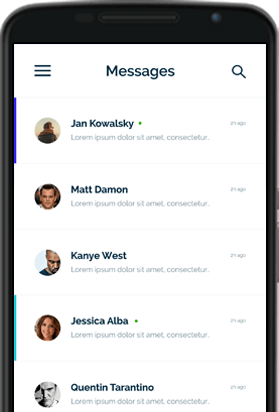 Messages
Jan Kowalsky
2h ago
Lorem ipsum dolor sit amet, consectetur.
Matt Damon
2h ago
Lorem ipsum dolor sit amet, consectetur.
Kanye West
2h ago
Lorem ipsum dolor sit amet, consectetur.
Jessica Alba
2h ago
Lorem ipsum dolor sit amet, consectetur.
Quentin Tarantino
2h ago
Lorem ipsum dolor sit amet, consectetur.